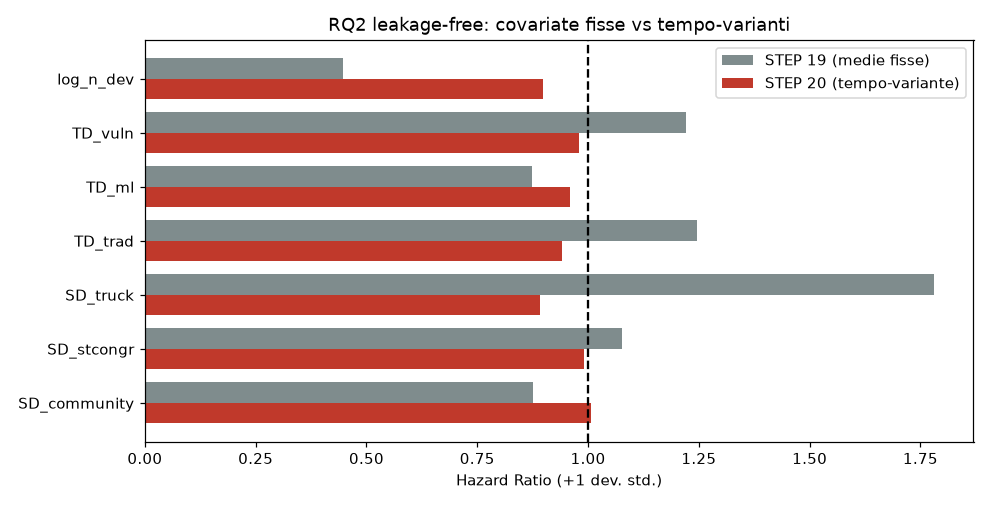 RQ2 leakage-free: covariate fisse vs tempo-varianti
STEP 19 (medie fisse)
STEP 20 (tempo-variante)
log_n_dev
TD_vuln
TD_ml
TD_trad
SD_truck
SD_stcongr
SD_community
0.00 0.25 0.50 0.75 1.00 1.25 1.50 1.75
Hazard Ratio (+1 dev. std.)